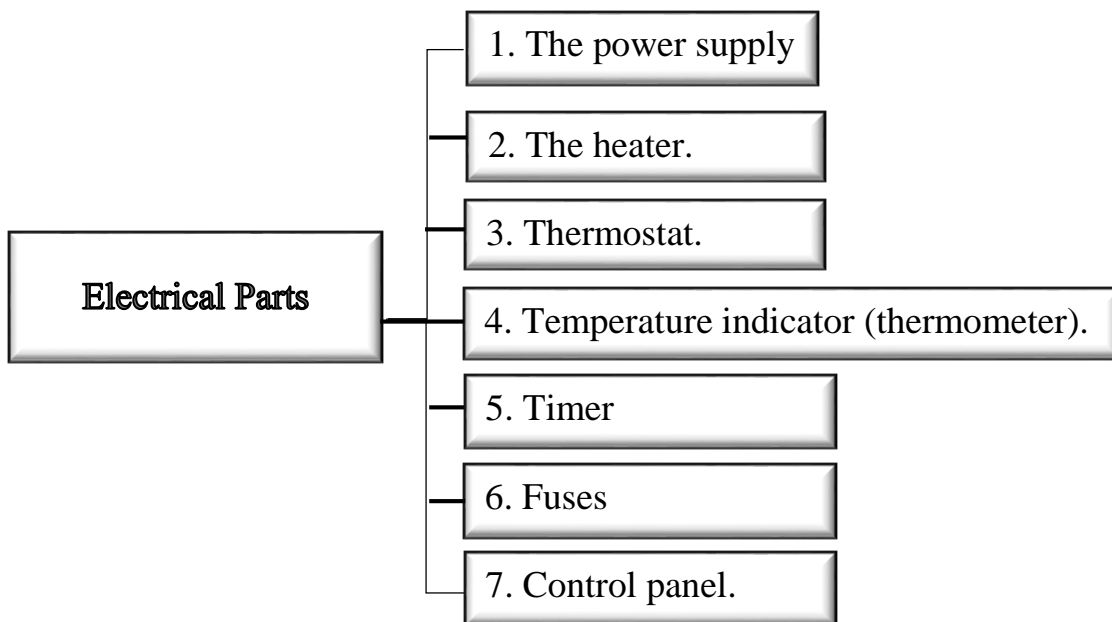 Electrical Parts
1. The power supply
2. The heater.
3. Thermostat.
4. Temperature indicator (thermometer).
5. Timer
6. Fuses
7. Control panel.